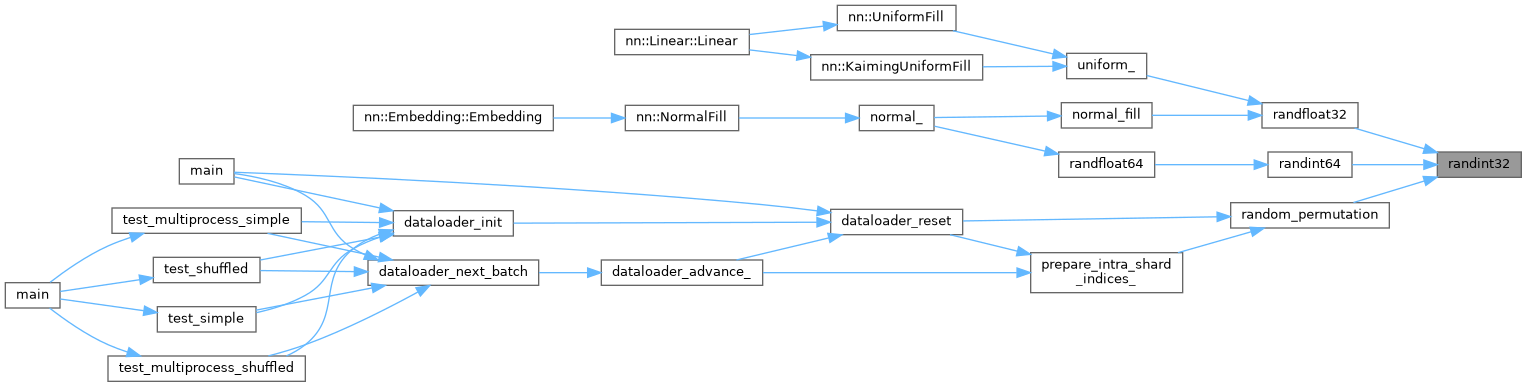 nn::UniformFill
nn::Linear::Linear
nn::KaimingUniformFill
uniform_
nn::Embedding::Embedding
nn::NormalFill
normal_
normal_fill
randfloat32
randfloat64
randint64
randint32
main
test_multiprocess_simple
dataloader_init
dataloader_reset
random_permutation
test_shuffled
dataloader_next_batch
dataloader_advance_
prepare_intra_shard
_indices_
main
test_simple
test_multiprocess_shuffled